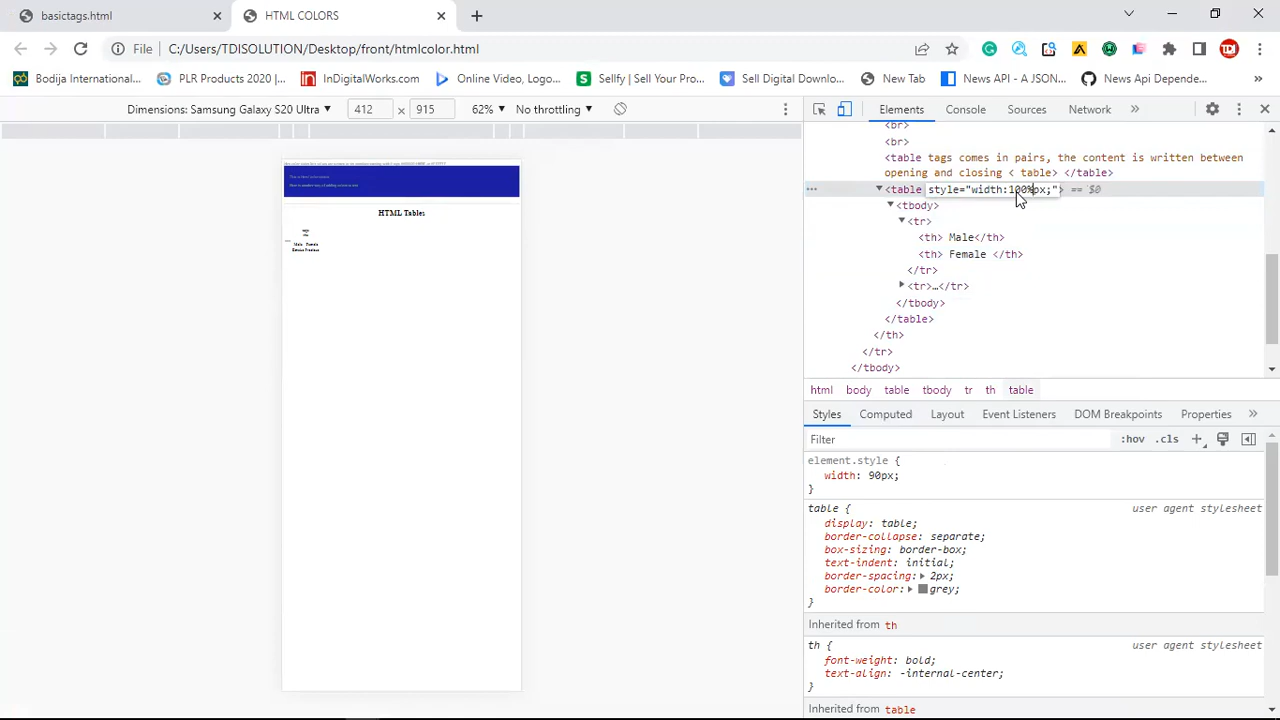 basictags.html
HTML COLORS
File
C:/Users/TDISOLUTION/Desktop/front/htmlcolor.html
Bodija International...
PLR Products 2020 |...
InDigitalWorks.com
Online Video, Logo...
Sellfy | Sell Your Pro...
Sell Digital Downlo...
New Tab
News API - A JSON...
News Api Depende...
»
Dimensions: Samsung Galaxy S20 Ultra 412 × 915 62% No throttling
Elements Console Sources Network »
<br>
<br>
<table tags comes in pairs, the content is written between
opening and closing table> </table>
<table style="width:100%px;"> == $0
<tbody>
<tr>
<th> Male</th>
<th> Female </th>
</tr>
<tr>…</tr>
</tbody>
</table>
</th>
</tr>
</tbody>
html body table tbody tr th table
Styles Computed Layout Event Listeners DOM Breakpoints Properties »
Filter :hov .cls +
element.style {
width: 90px;
}
table { user agent stylesheet
display: table;
border-collapse: separate;
box-sizing: border-box;
text-indent: initial;
border-spacing: 2px;
border-color: grey;
}
Inherited from th
th { user agent stylesheet
font-weight: bold;
text-align: -internal-center;
}
Inherited from table
HTML Tables
Male Female